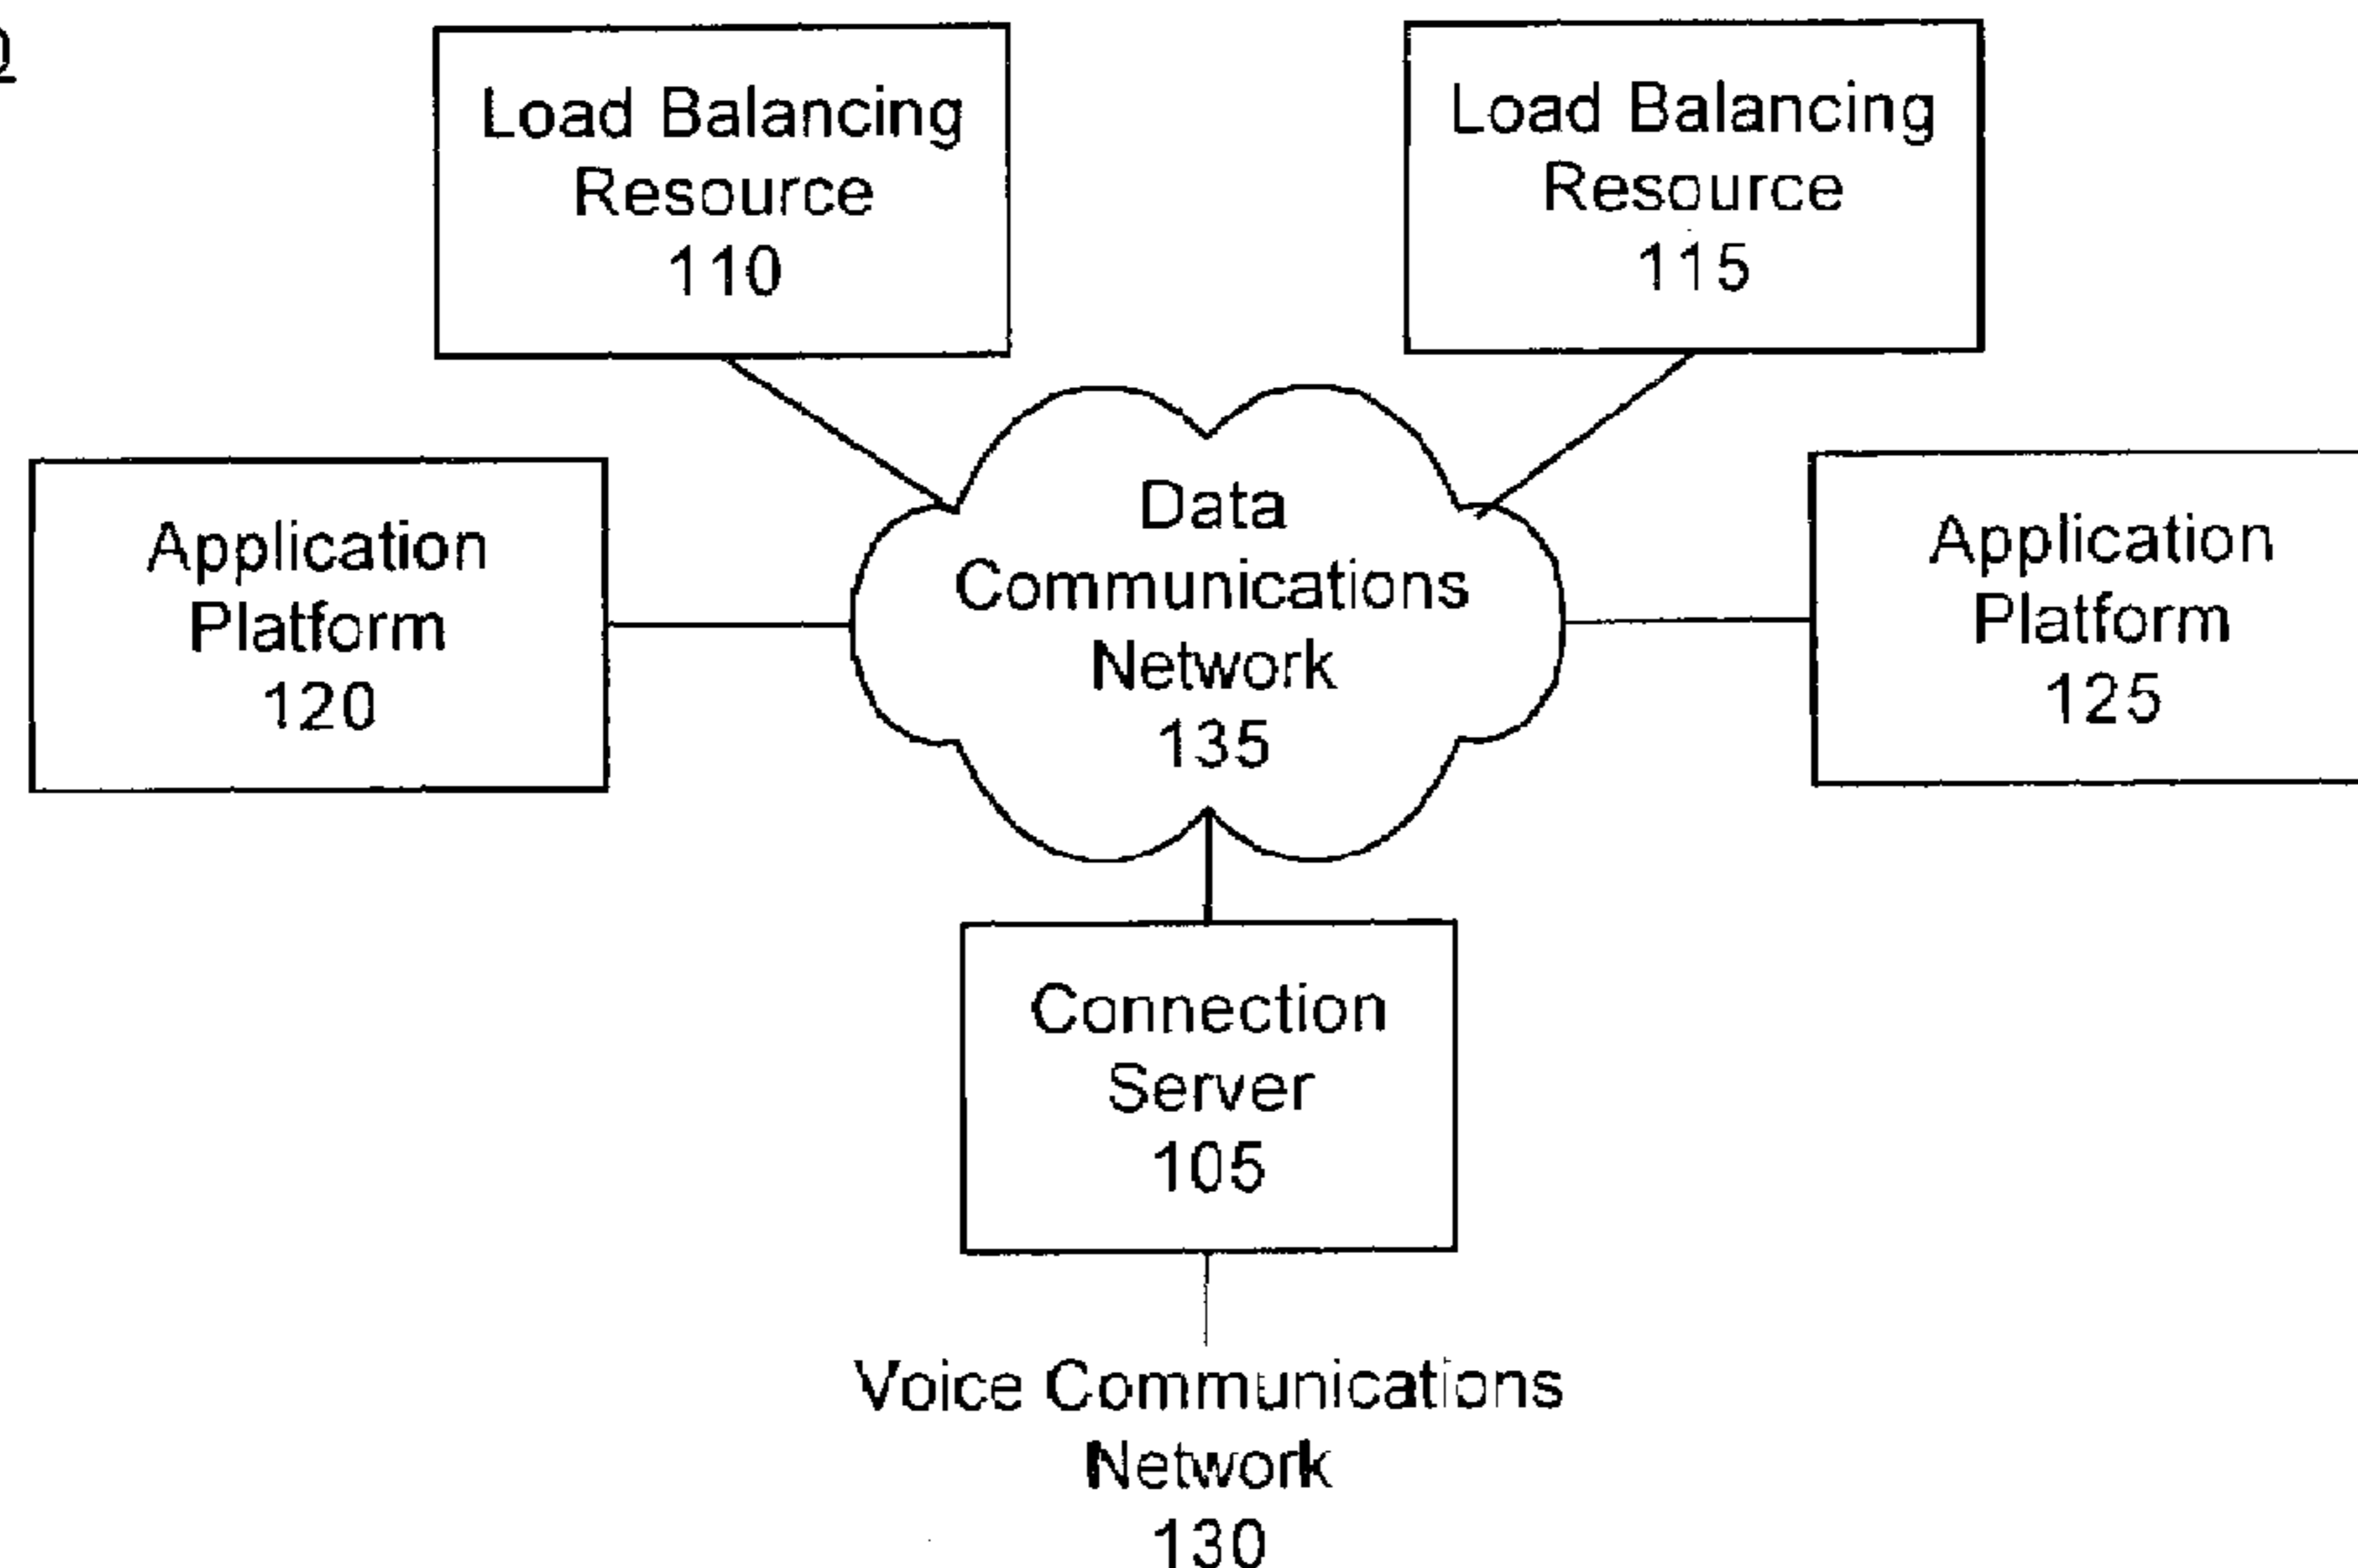 Load Balancing
Resource
110
Load Balancing
Resource
115
Application
Platform
120
Data
Communications
Network
135
Application
Platform
125
Connection
Server
105
Voice Communications
Network
130